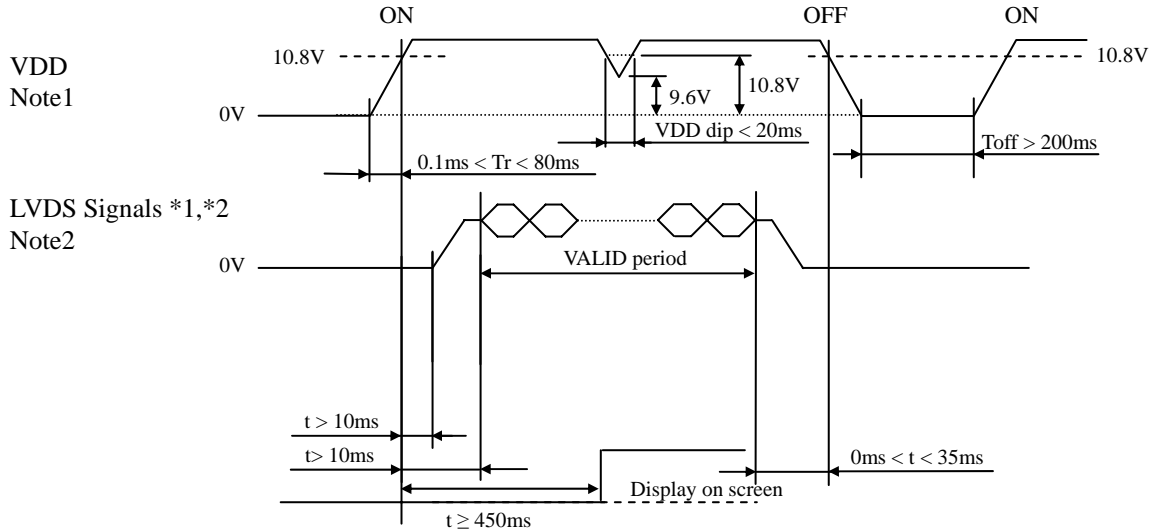 ON OFF ON
VDD
Note1
10.8V
10.8V
10.8V
9.6V
0V
VDD dip < 20ms
Toff > 200ms
0.1ms < Tr < 80ms
LVDS Signals *1,*2
Note2
0V
VALID period
t > 10ms
t> 10ms
0ms < t < 35ms
Display on screen
t ≥ 450ms